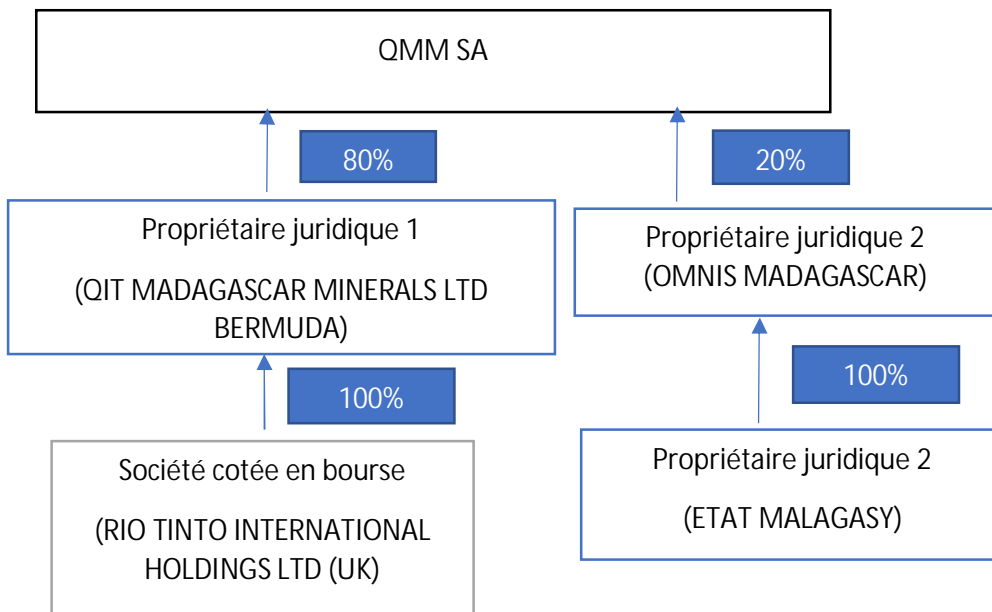 QMM SA
80%
20%
Propriétaire juridique 1
(QIT MADAGASCAR MINERALS LTD
BERMUDA)
Propriétaire juridique 2
(OMNIS MADAGASCAR)
100%
100%
Société cotée en bourse
(RIO TINTO INTERNATIONAL
HOLDINGS LTD (UK)
Propriétaire juridique 2
(ETAT MALAGASY)